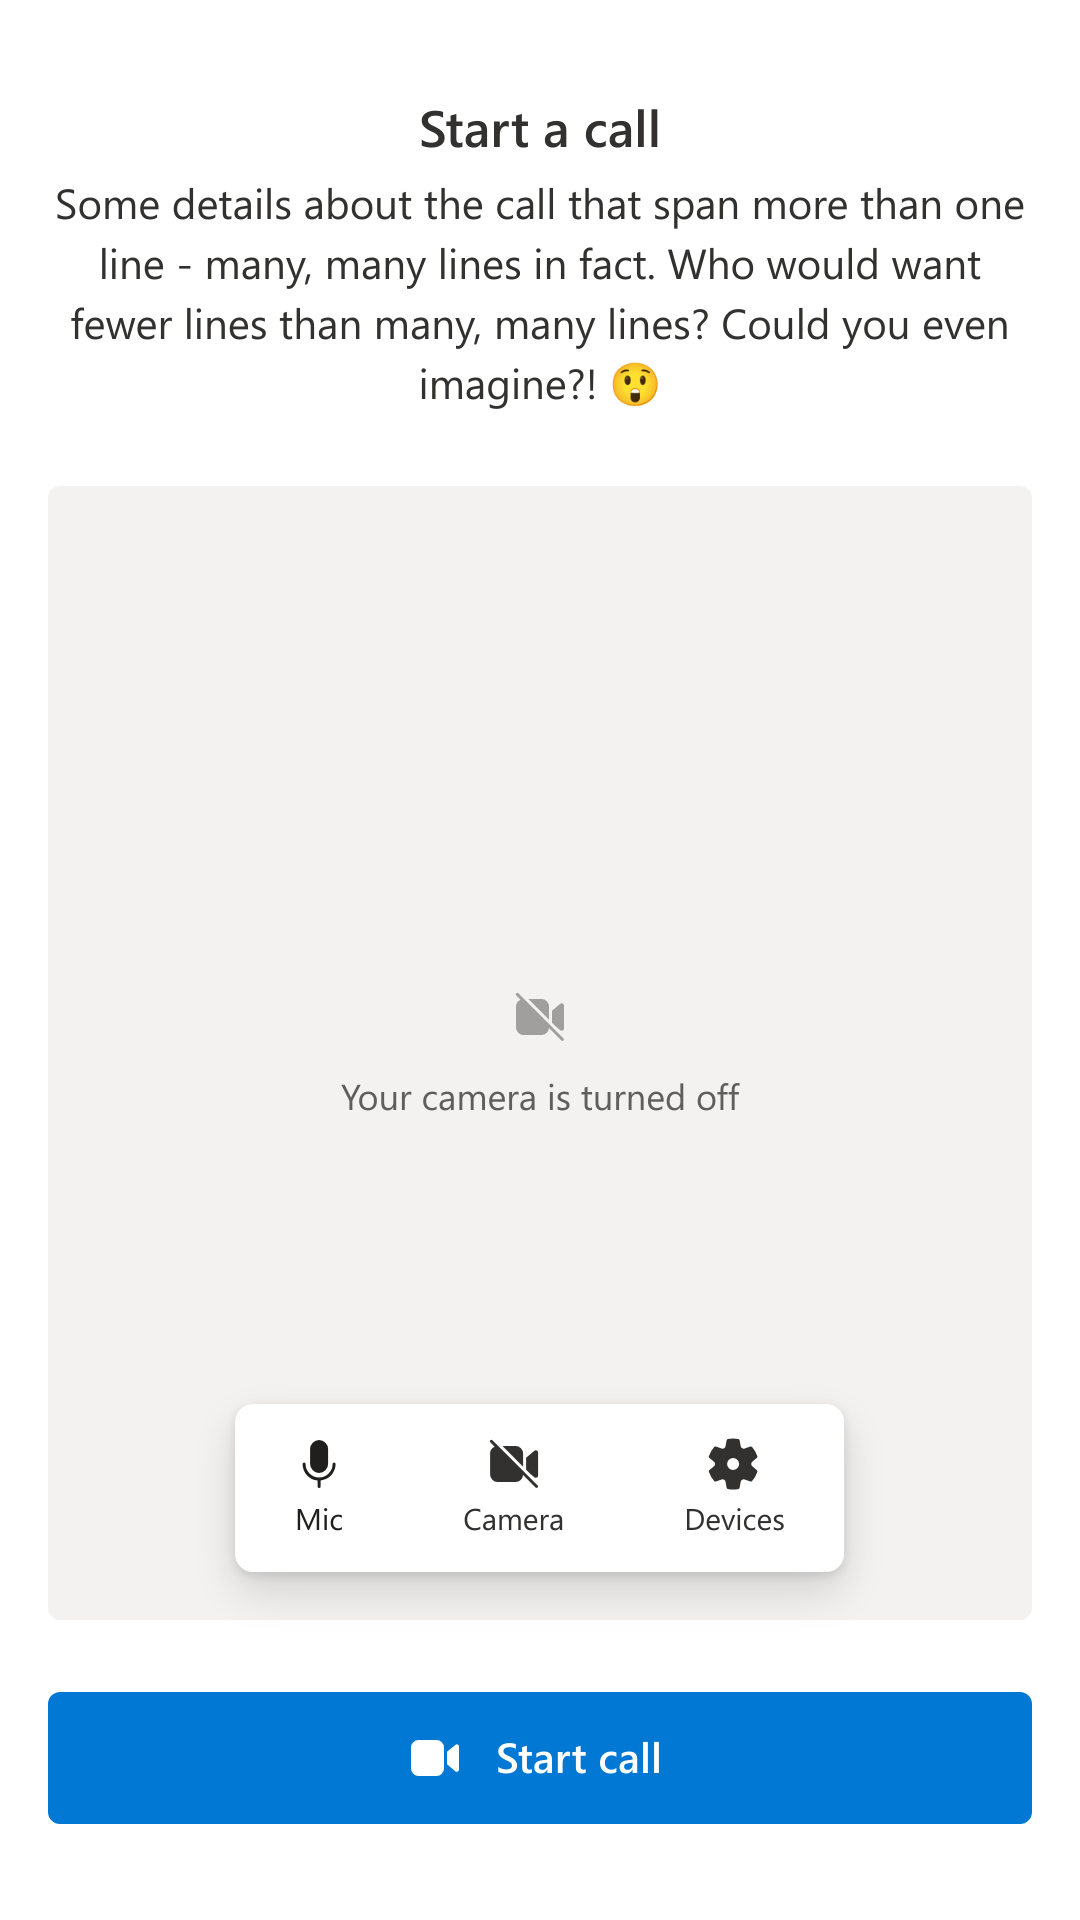 Start a call
Some details about the call that span more than one
line - many, many lines in fact. Who would want
fewer lines than many, many lines? Could you even
imagine?! 😲
Your camera is turned off
Mic
Camera
Devices
Start call